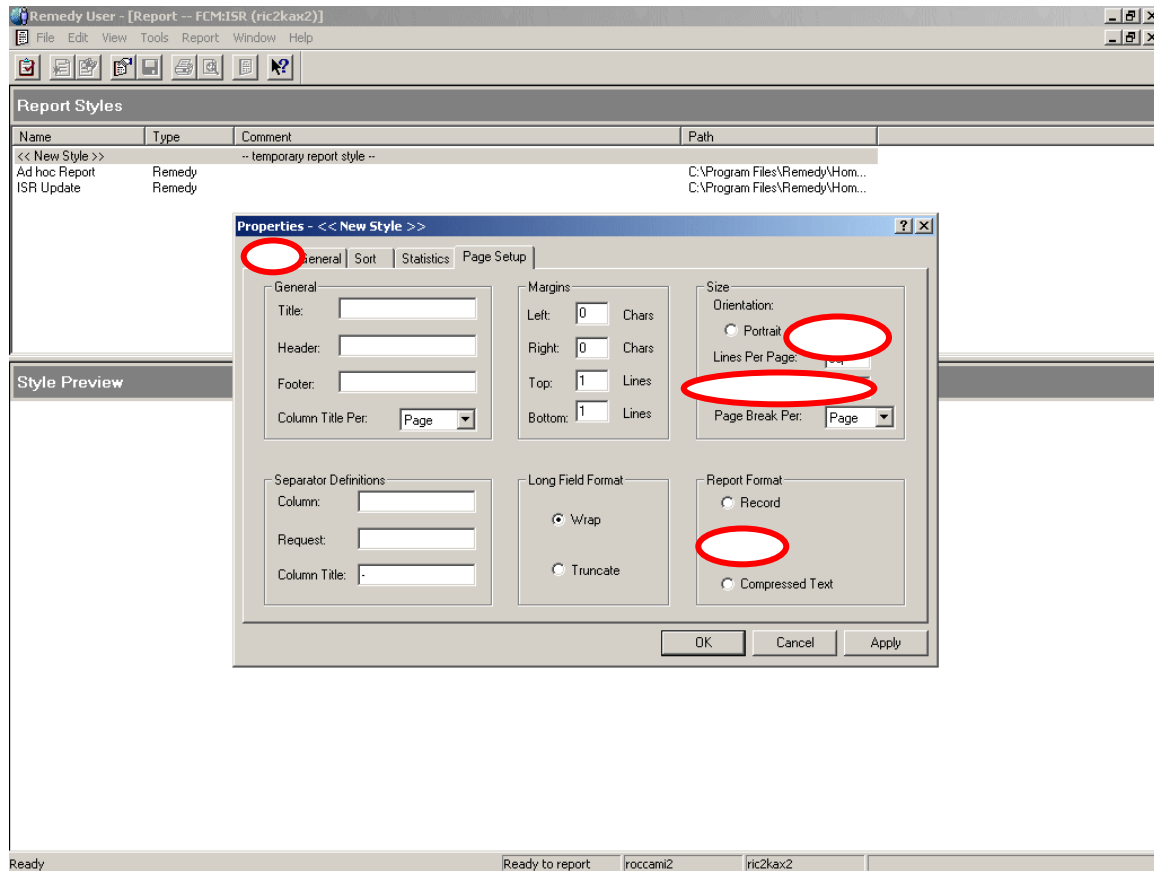 Remedy User - [Report -- FCM:ISR (ric2kax2)]
File Edit View Tools Report Window Help
Report Styles
Name Type Comment Path
<< New Style >> -- temporary report style --
Ad hoc Report Remedy C:\Program Files\Remedy\Hom...
ISR Update Remedy C:\Program Files\Remedy\Hom...
Properties - << New Style >>
General Sort Statistics Page Setup
General
Title:
Header:
Footer:
Column Title Per: Page
Margins
Left: 0 Chars
Right: 0 Chars
Top: 1 Lines
Bottom: 1 Lines
Size
Orientation:
Portrait
Lines Per Page:
Page Break Per: Page
Style Preview
Separator Definitions
Column:
Request:
Column Title: -
Long Field Format
Wrap
Truncate
Report Format
Record
Compressed Text
OK Cancel Apply
Ready Ready to report roccami2 ric2kax2